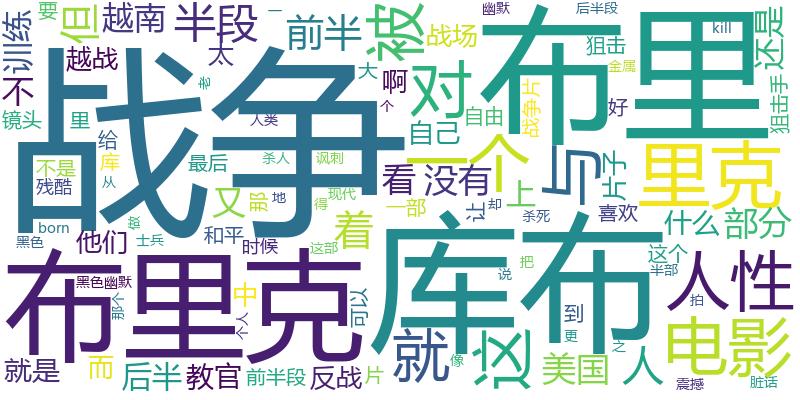 训练
要
但
越南
半段
前半
被
战场
幽默
后半段
kill
还是
狙击
金属
越战
太
一
大
啊
对
布里
不
老
自由
战争片
好
狙击手
镜头
里
战争
人类
个
自己
一个
与
里克
给
库
最后
杀人
讽刺
看
没有
上
片子
不是
残酷
从
又
那
地
现代
得
一部
让
却
杀死
喜欢
什么
部分
born
做
着
黑色
他们
士兵
和平
时候
这部
库布
这个
半部
人性
布里克
黑色幽默
那个
中
个人
可以
说
把
到
拍
更
之
就是
而
后半
教官
前半段
反战
片
就
像
这
美国
人
电影
震撼
脏话